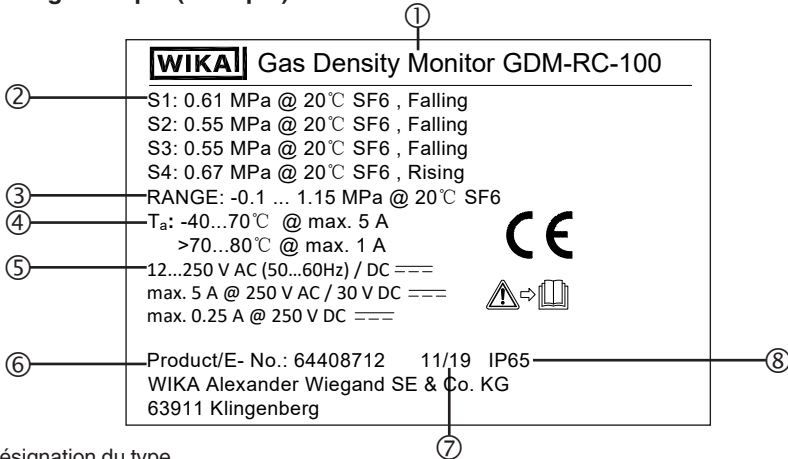 ①
WIKA Gas Density Monitor GDM-RC-100
② S1: 0.61 MPa @ 20℃ SF6 , Falling
S2: 0.55 MPa @ 20℃ SF6 , Falling
S3: 0.55 MPa @ 20℃ SF6 , Falling
S4: 0.67 MPa @ 20℃ SF6 , Rising
③ RANGE: -0.1 ... 1.15 MPa @ 20℃ SF6
④ Tₐ: -40...70℃ @ max. 5 A
>70...80℃ @ max. 1 A
CE
⑤ 12...250 V AC (50...60Hz) / DC
max. 5 A @ 250 V AC / 30 V DC
max. 0.25 A @ 250 V DC
⑥ Product/E- No.: 64408712 11/19 IP65 ⑧
WIKA Alexander Wiegand SE & Co. KG
63911 Klingenberg
⑦
ésignation du type